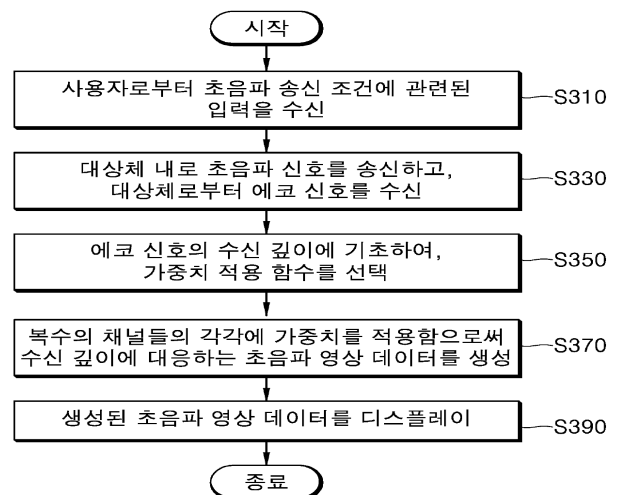 시작
사용자로부터 초음파 송신 조건에 관련된
입력을 수신
S310
대상체 내로 초음파 신호를 송신하고,
대상체로부터 에코 신호를 수신
S330
에코 신호의 수신 깊이에 기초하여,
가중치 적용 함수를 선택
S350
복수의 채널들의 각각에 가중치를 적용함으로써
수신 깊이에 대응하는 초음파 영상 데이터를 생성
S370
생성된 초음파 영상 데이터를 디스플레이
S390
종료